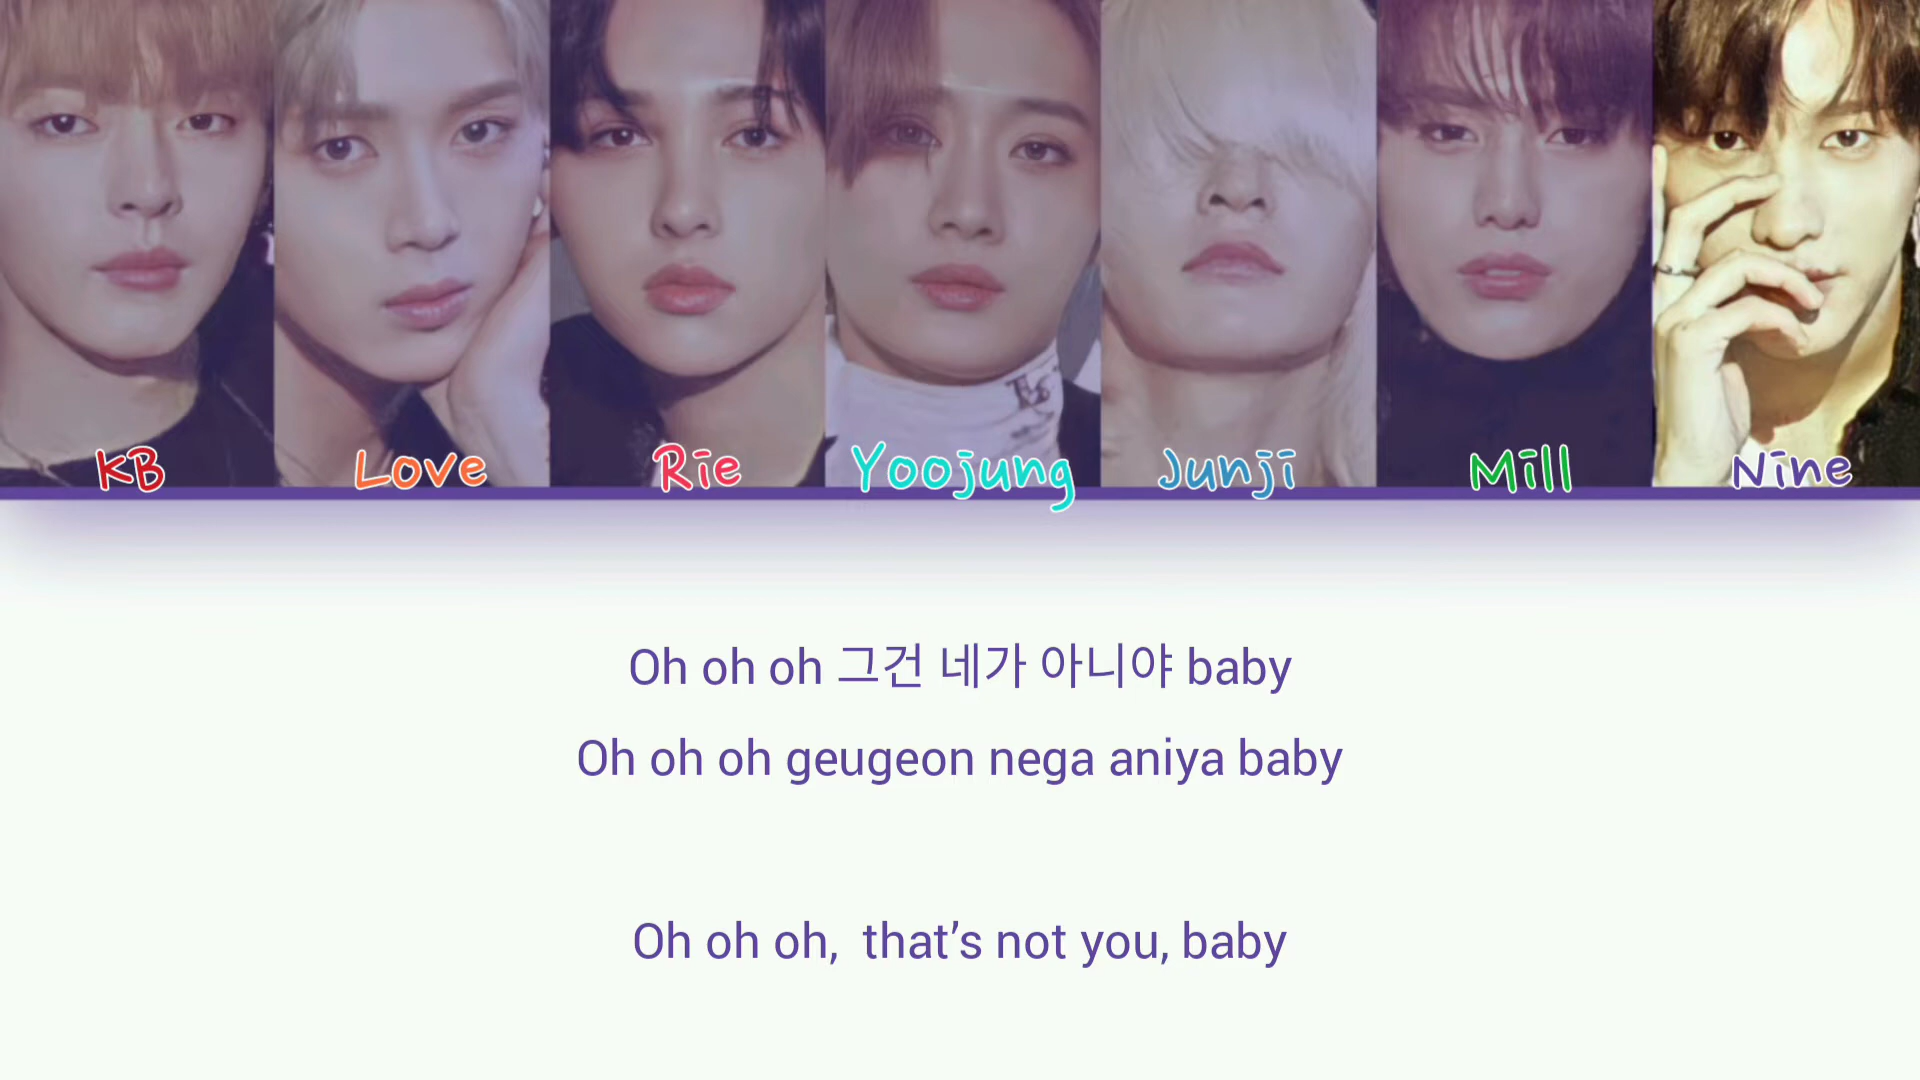 KB Love Rie Yoojung Junji Mill Nine
Oh oh oh 그건 네가 아니야 baby
Oh oh oh geugeon nega aniya baby
Oh oh oh, that’s not you, baby